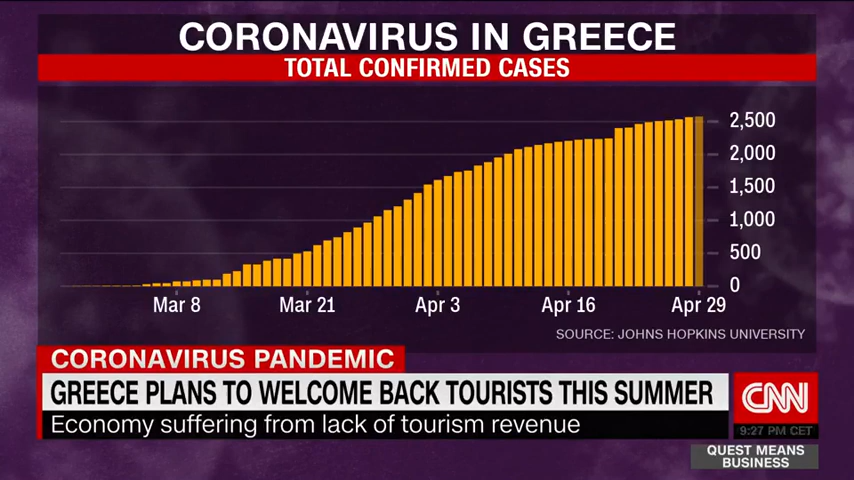 CORONAVIRUS IN GREECE
TOTAL CONFIRMED CASES
2,500
2,000
1,500
1,000
500
0
Mar 8 Mar 21 Apr 3 Apr 16 Apr 29
SOURCE: JOHNS HOPKINS UNIVERSITY
CORONAVIRUS PANDEMIC
GREECE PLANS TO WELCOME BACK TOURISTS THIS SUMMER
Economy suffering from lack of tourism revenue
CNN
9:27 PM CET
QUEST MEANS
BUSINESS